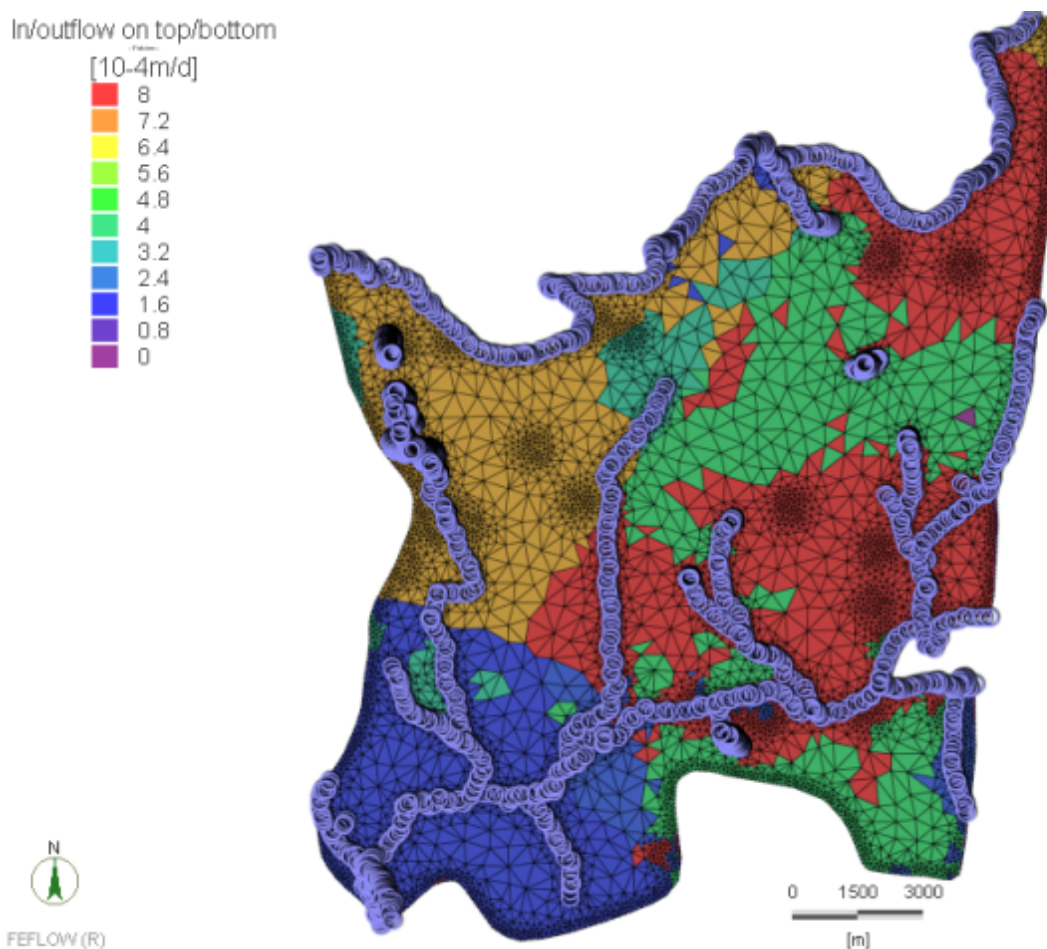 In/outflow on top/bottom
- Patches -
[10-4m/d]
8
7.2
6.4
5.6
4.8
4
3.2
2.4
1.6
0.8
0
N
FEFLOW (R)
0 1500 3000
[m]